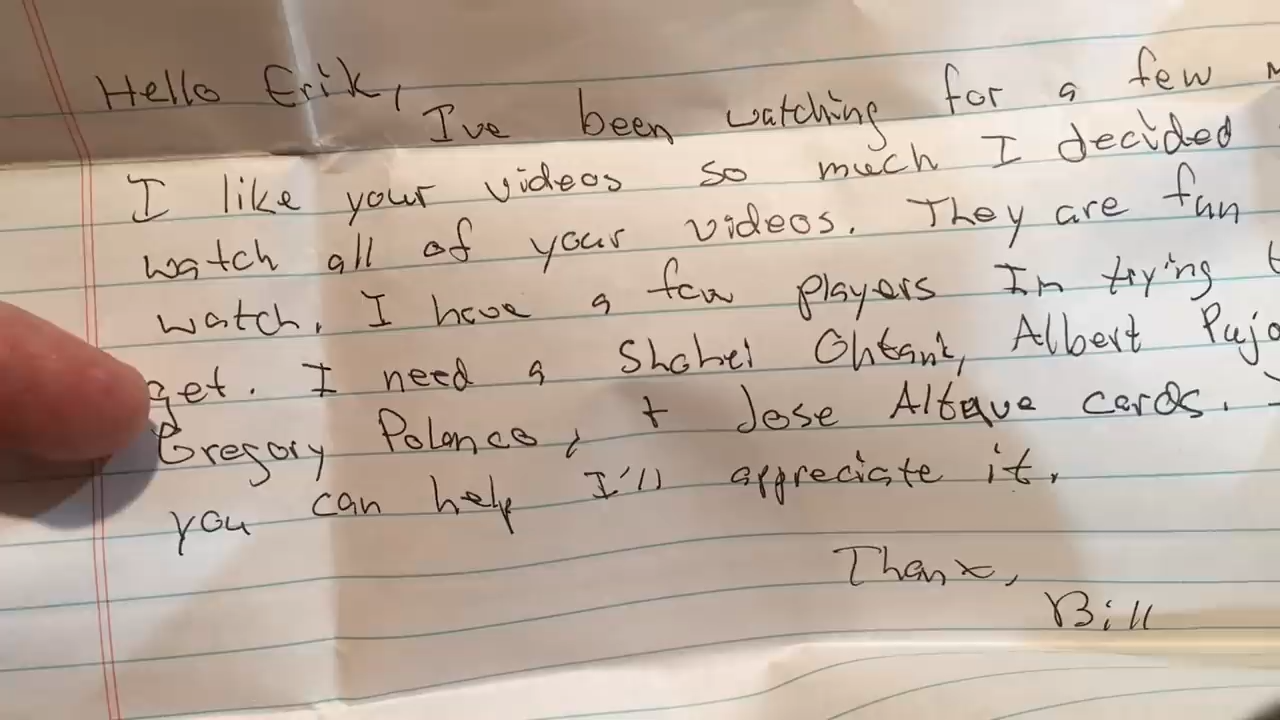 Hello Erik,
I've been watching for a few
I like your videos so much I decided
watch all of your videos. They are fun
watch. I have a few players Im trying
get. I need a Shohei Ohtani, Albert Pujo
Gregory Polanco, + Jose Altuve cards.
you can help I'll appreciate it.
Thanx,
Bill